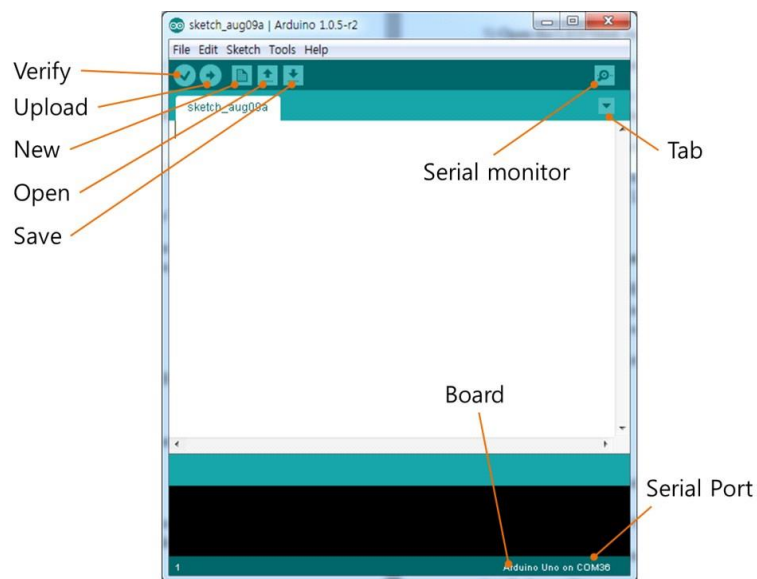 sketch_aug09a | Arduino 1.0.5-r2
File Edit Sketch Tools Help
Verify
Upload
New
Open
Save
sketch_aug09a
Serial monitor
Tab
Board
Serial Port
1
Arduino Uno on COM36